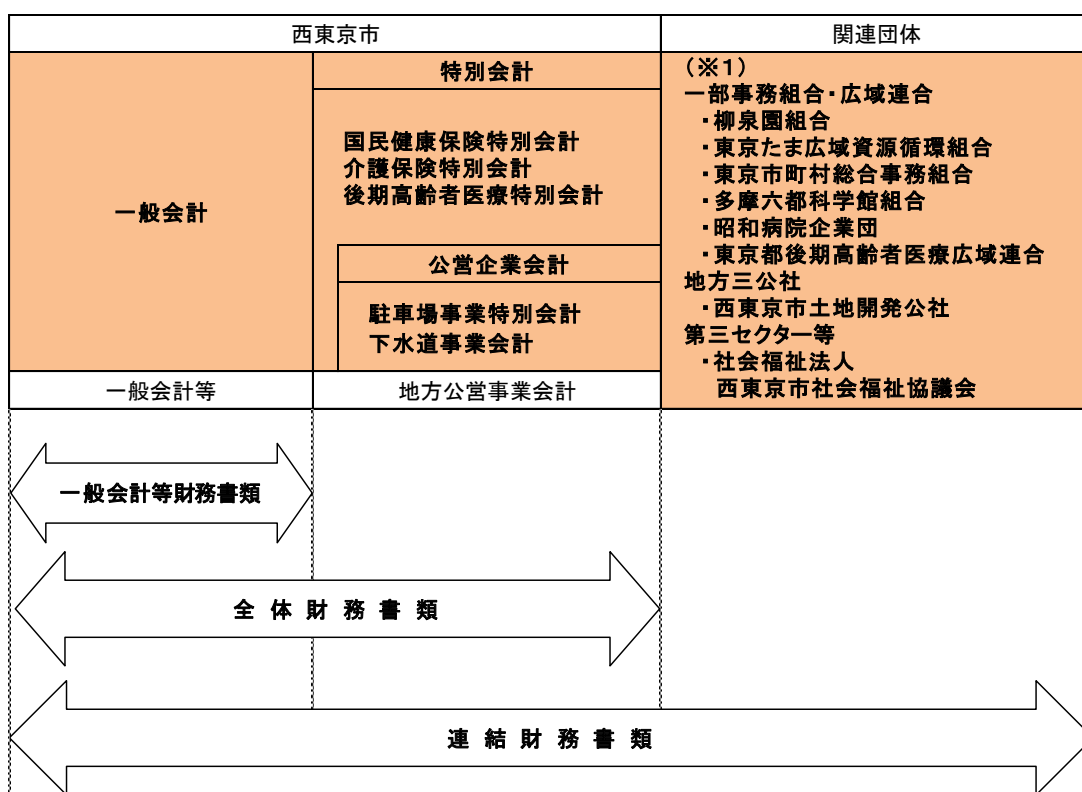 西東京市
関連団体
一般会計
特別会計
国民健康保険特別会計
介護保険特別会計
後期高齢者医療特別会計
公営企業会計
駐車場事業特別会計
下水道事業会計
(※1)
一部事務組合・広域連合
・柳泉園組合
・東京たま広域資源循環組合
・東京市町村総合事務組合
・多摩六都科学館組合
・昭和病院企業団
・東京都後期高齢者医療広域連合
地方三公社
・西東京市土地開発公社
第三セクター等
・社会福祉法人
西東京市社会福祉協議会
一般会計等
地方公営事業会計
一般会計等財務書類
全体財務書類
連結財務書類